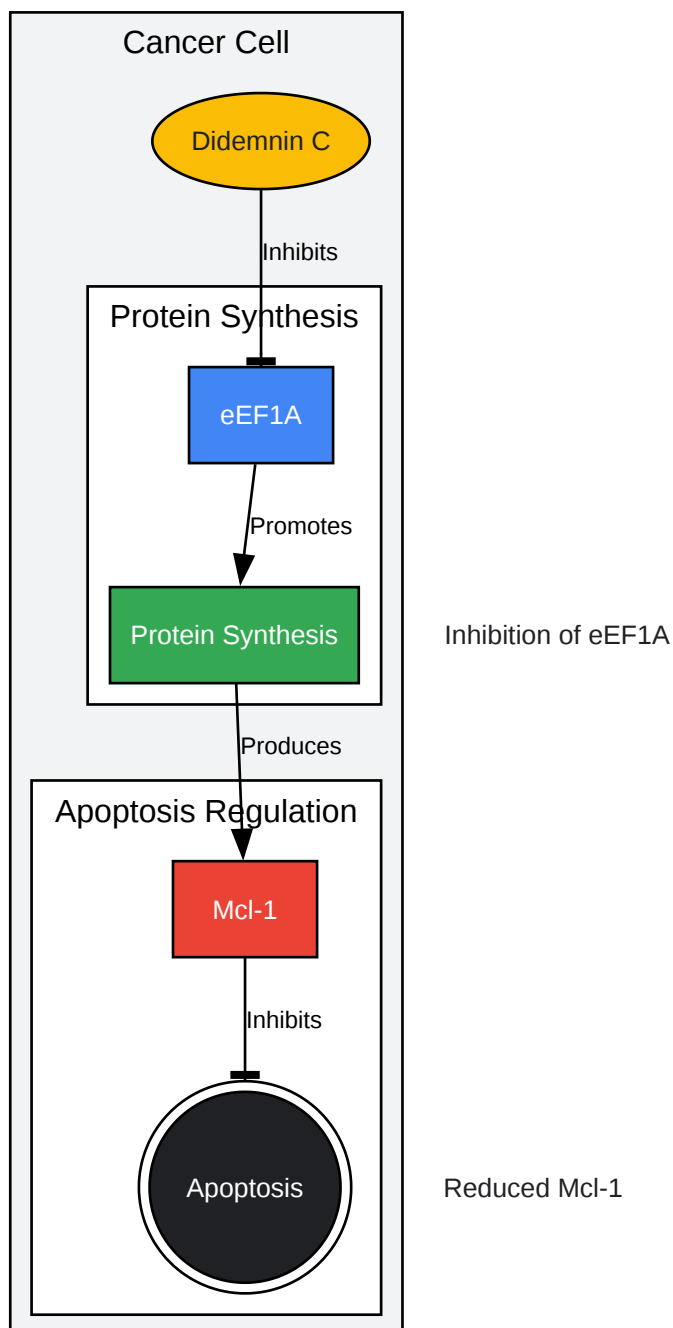 Cancer Cell
Didemnin C
Inhibits
Protein Synthesis
eEF1A
Promotes
Protein Synthesis
Inhibition of eEF1A
Produces
Apoptosis Regulation
Mcl-1
Inhibits
Apoptosis
Reduced Mcl-1